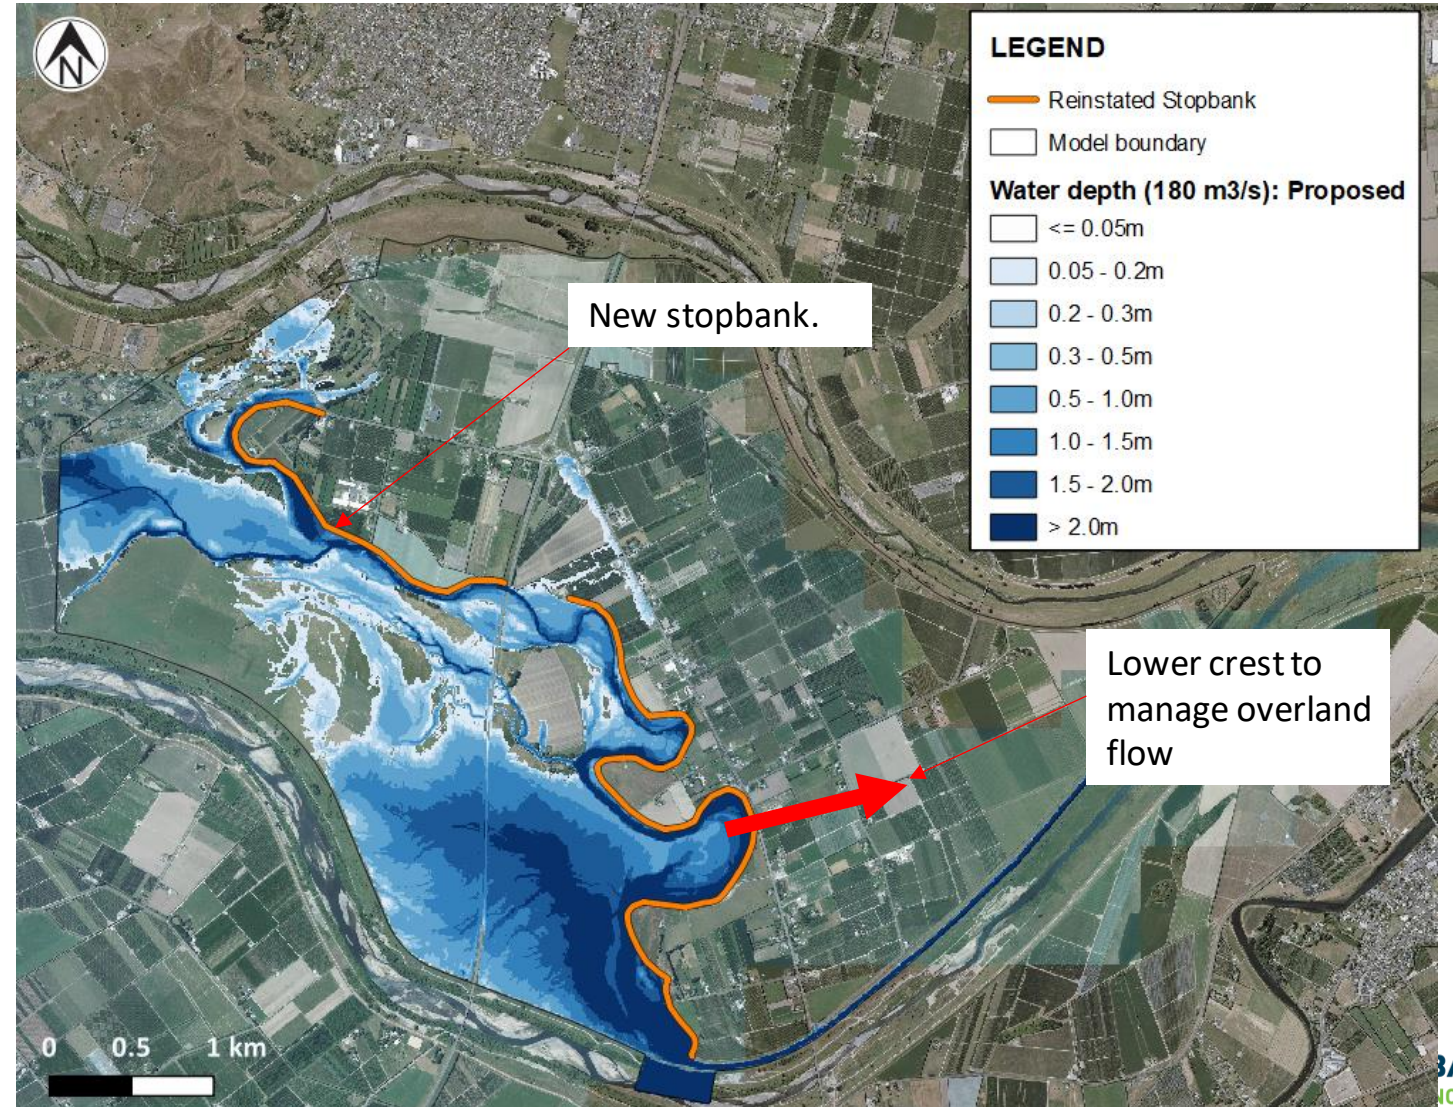 N
LEGEND
Reinstated Stopbank
Model boundary
Water depth (180 m3/s): Proposed
<= 0.05m
0.05 - 0.2m
0.2 - 0.3m
0.3 - 0.5m
0.5 - 1.0m
1.0 - 1.5m
1.5 - 2.0m
> 2.0m
New stopbank.
Lower crest to
manage overland
flow
0 0.5 1 km